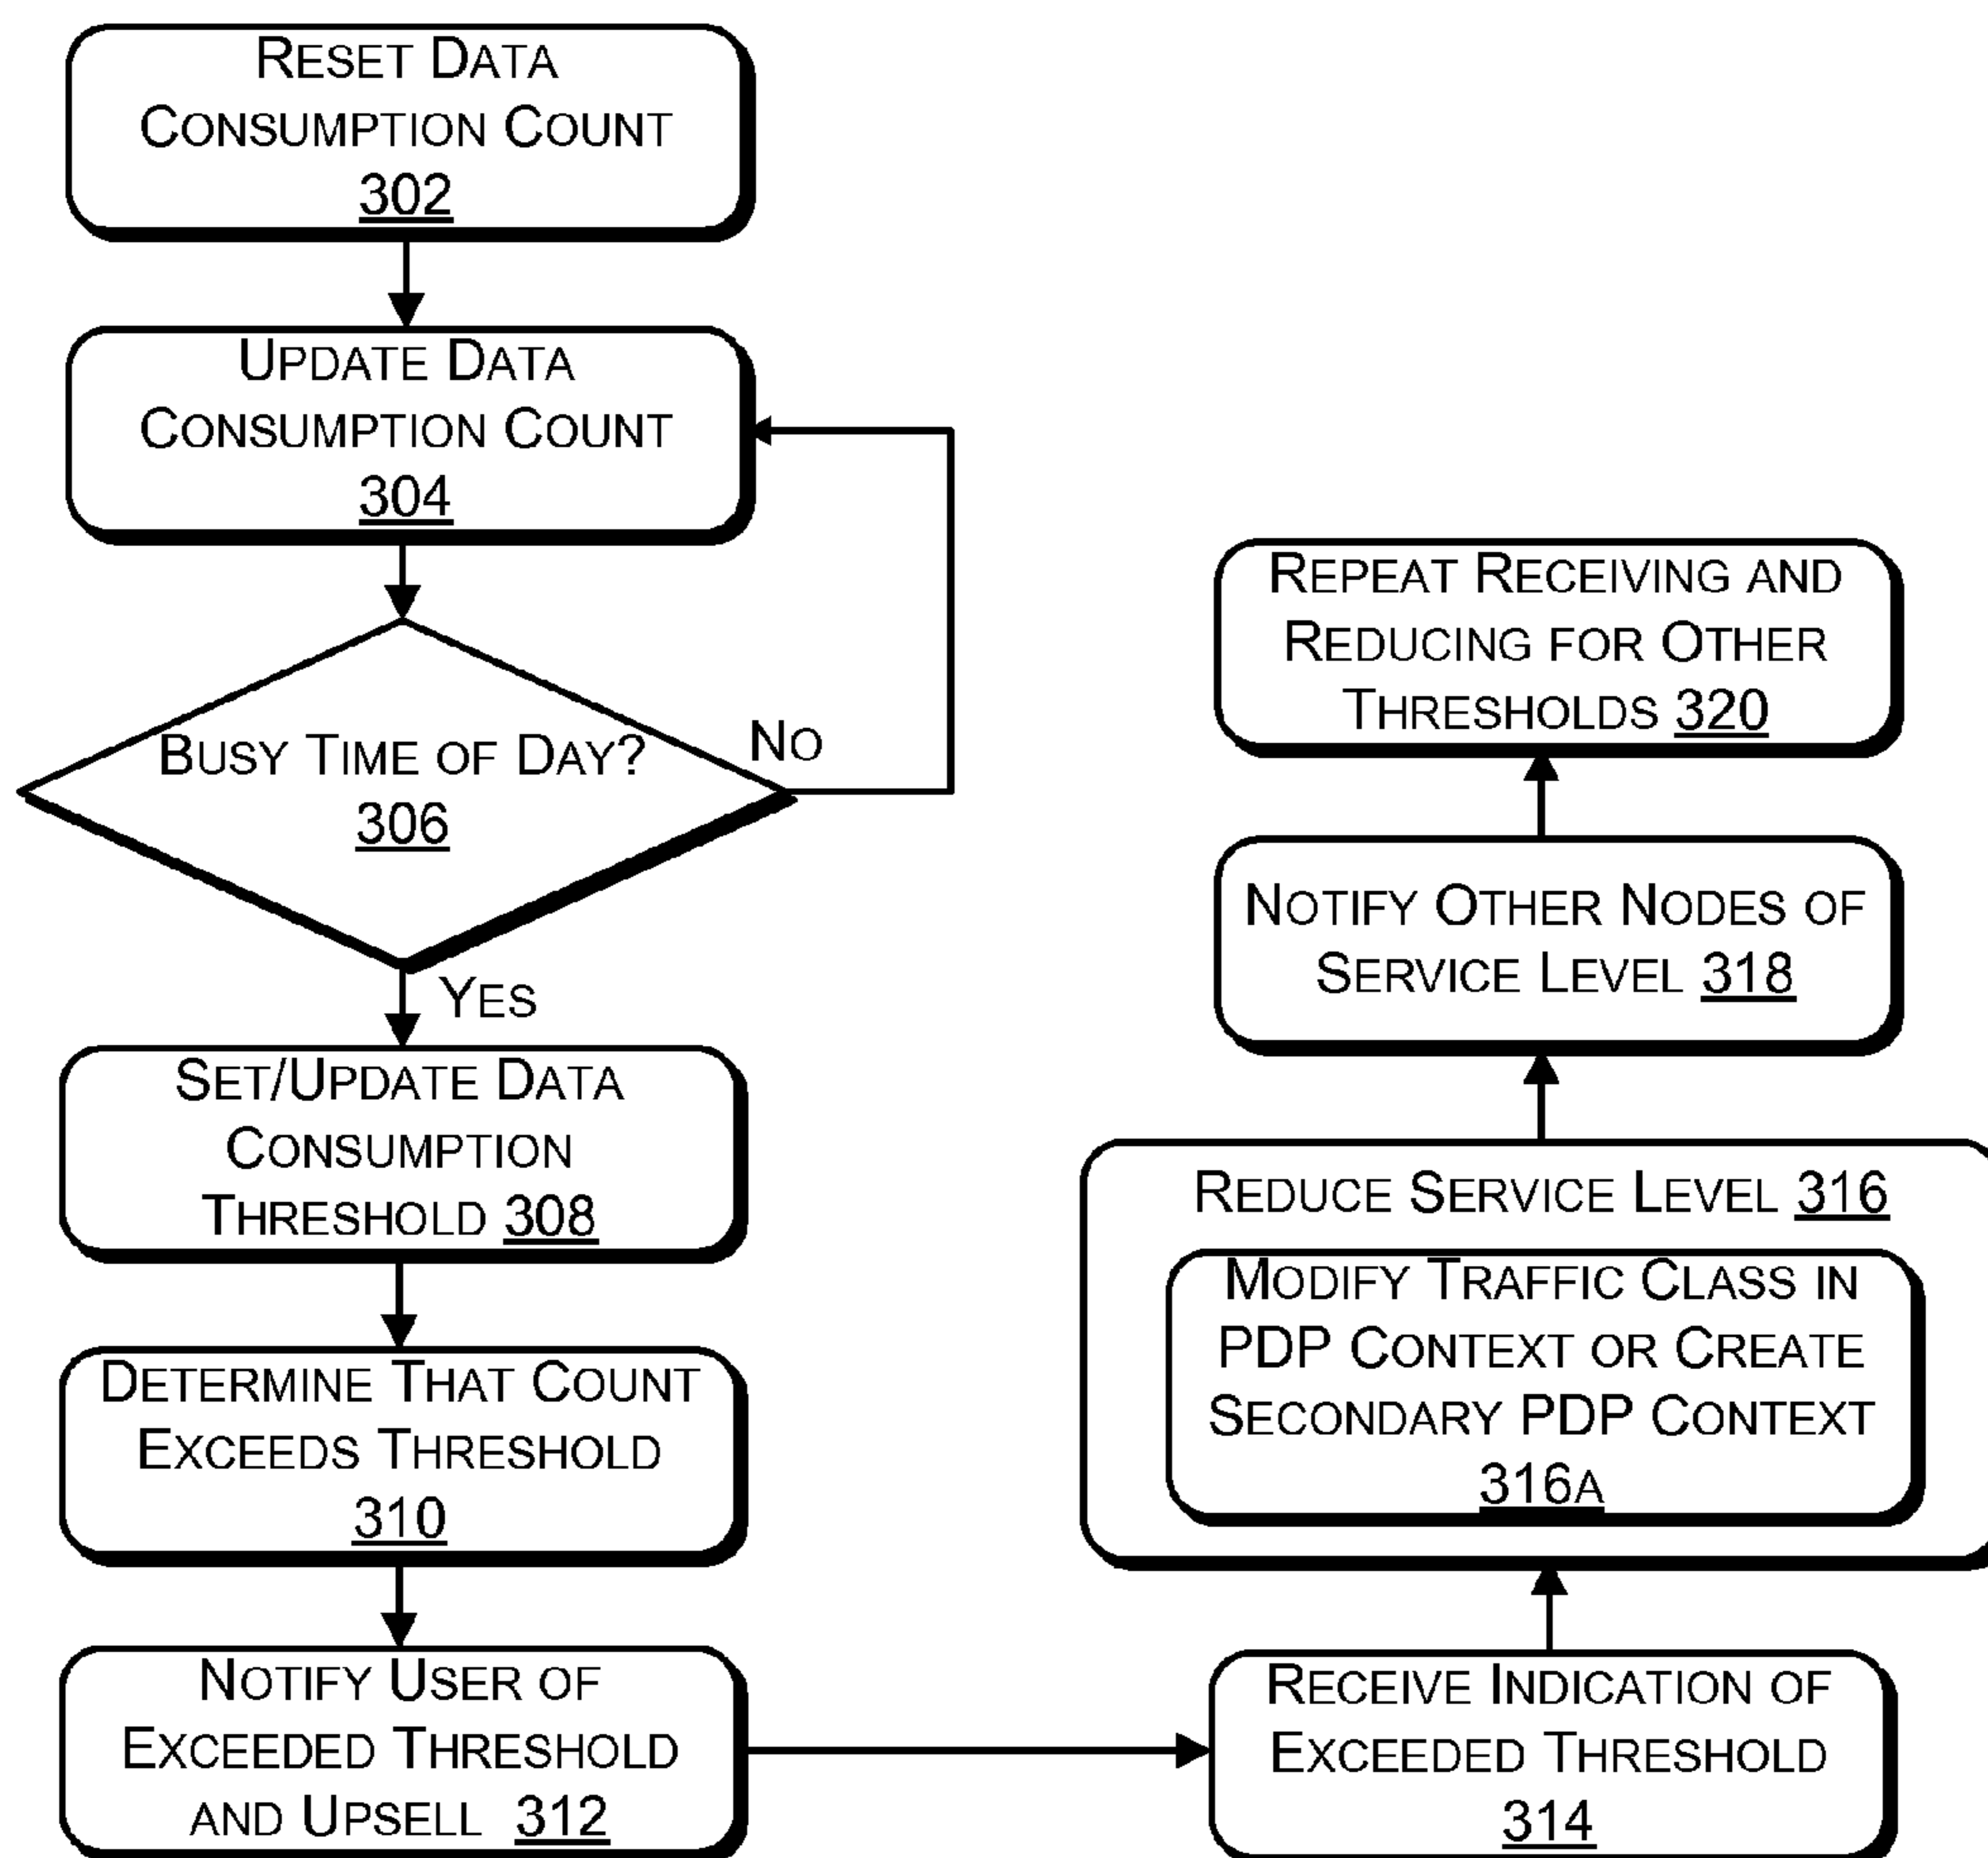 RESET DATA
CONSUMPTION COUNT
302
UPDATE DATA
CONSUMPTION COUNT
304
BUSY TIME OF DAY?
306
NO
YES
SET/UPDATE DATA
CONSUMPTION
THRESHOLD 308
DETERMINE THAT COUNT
EXCEEDS THRESHOLD
310
NOTIFY USER OF
EXCEEDED THRESHOLD
AND UPSELL 312
RECEIVE INDICATION OF
EXCEEDED THRESHOLD
314
REDUCE SERVICE LEVEL 316
MODIFY TRAFFIC CLASS IN
PDP CONTEXT OR CREATE
SECONDARY PDP CONTEXT
316A
NOTIFY OTHER NODES OF
SERVICE LEVEL 318
REPEAT RECEIVING AND
REDUCING FOR OTHER
THRESHOLDS 320